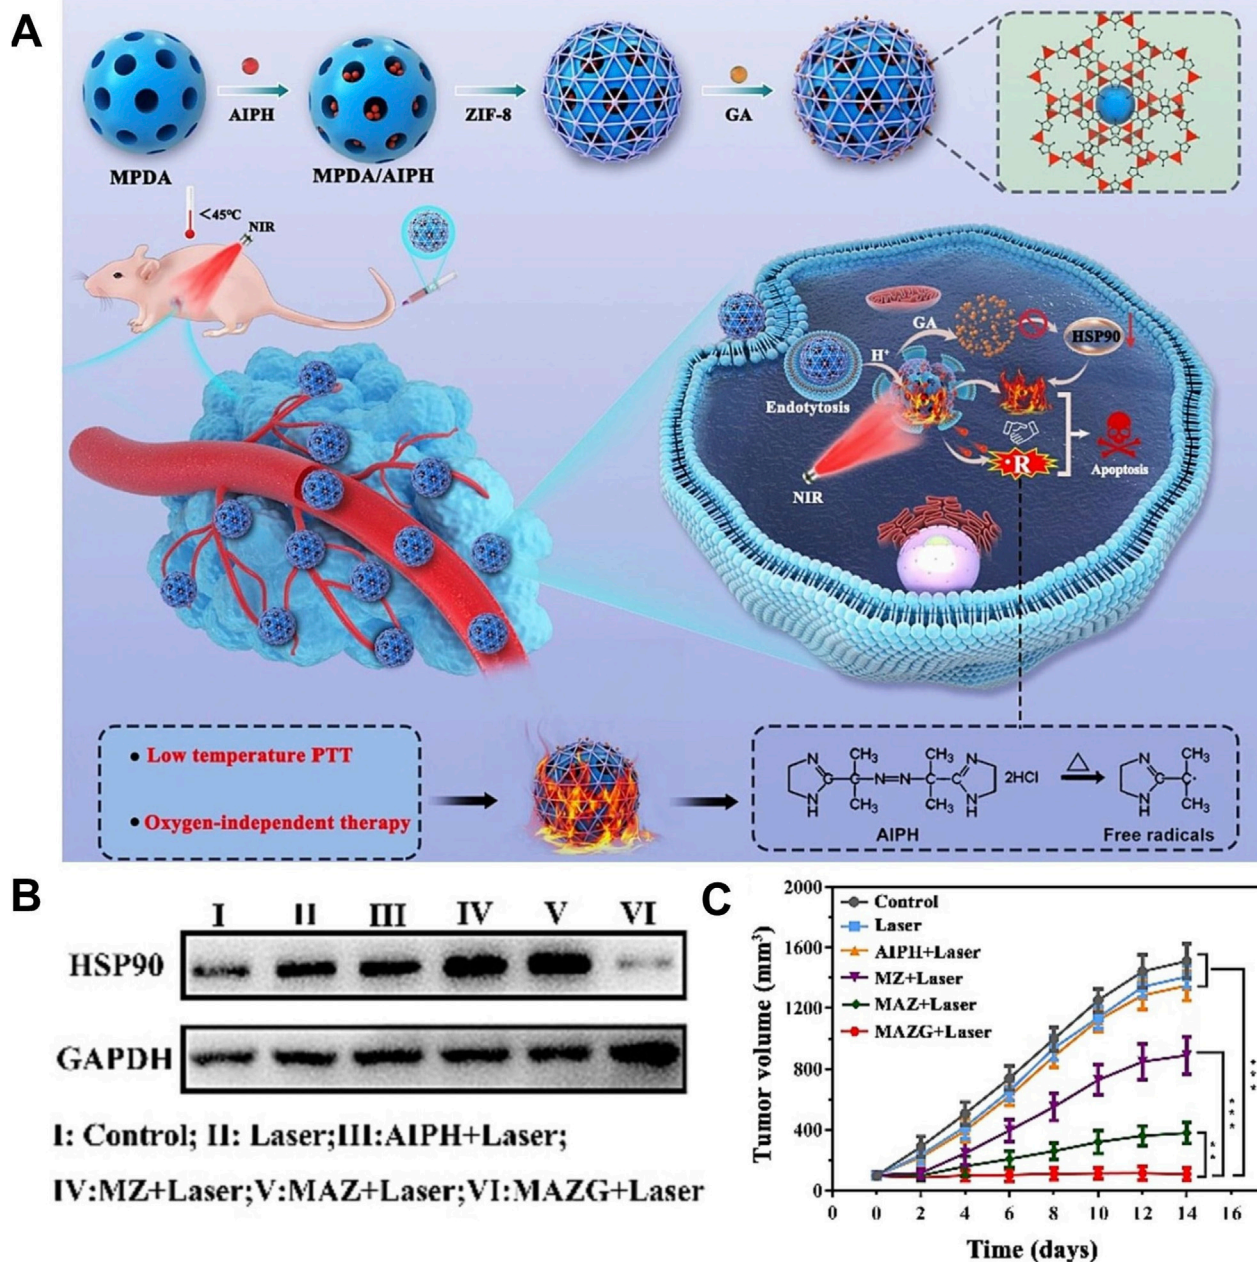 A
AIPH
ZIF-8
GA
MPDA
MPDA/AIPH
<45℃
NIR
GA
HSP90
H⁺
Endotytosis
·R
Apoptosis
NIR
• Low temperature PTT
• Oxygen-independent therapy
N CH₃ CH₃ N N
C C N=N C C 2HCl △ C C·
N H CH₃ CH₃ N H N H CH₃ CH₃
AIPH Free radicals
B
I II III IV V VI
HSP90
GAPDH
I: Control; II: Laser;III:AIPH+Laser;
IV:MZ+Laser;V:MAZ+Laser;VI:MAZG+Laser
C
Control
Laser
AIPH+Laser
MZ+Laser
MAZ+Laser
MAZG+Laser
Tumor volume (mm³)
2000
1600
1200
800
400
0
0 0 2 4 6 8 10 12 14 16
Time (days)
***
***
**